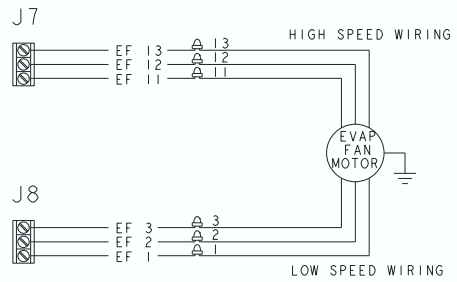 J7
HIGH SPEED WIRING
EF 13 13
EF 12 12
EF 11 11
EVAP
FAN
MOTOR
J8
EF 3 3
EF 2 2
EF 1 1
LOW SPEED WIRING